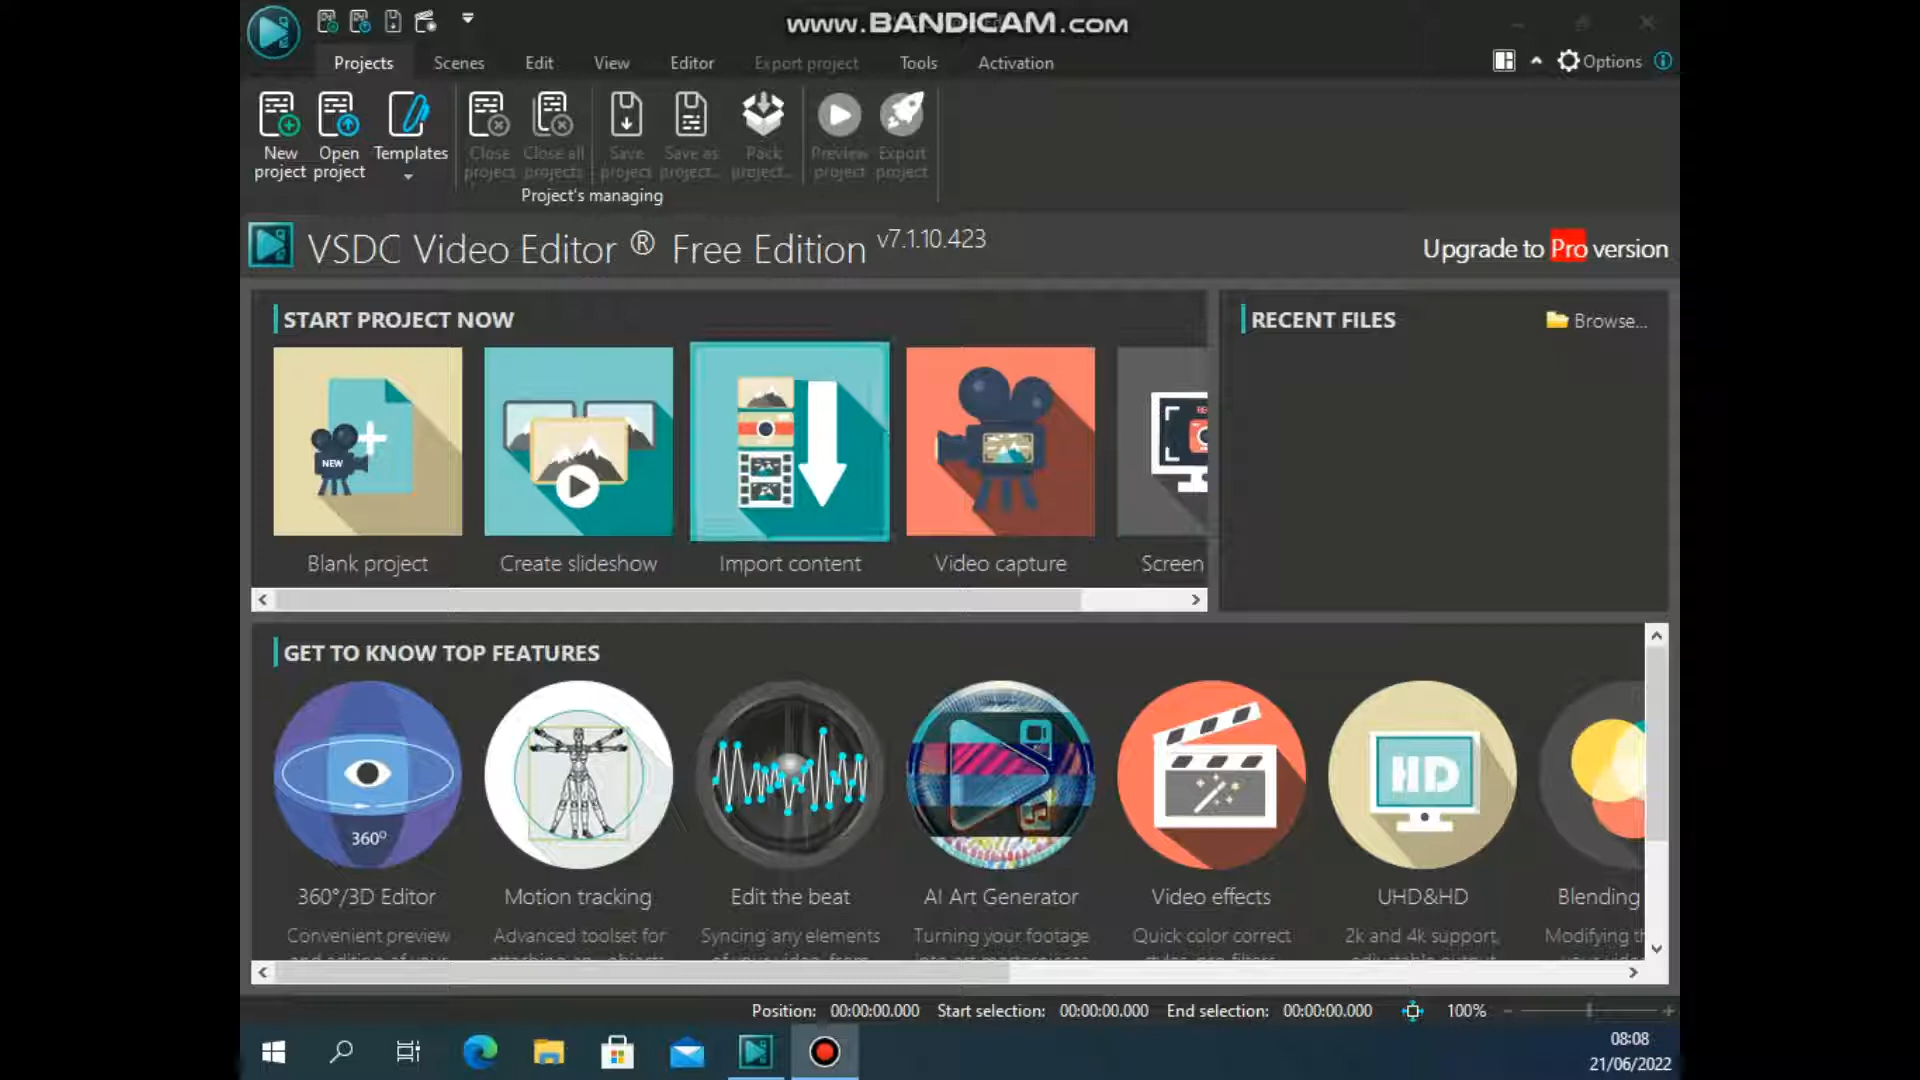 www.BANDICAM.com
Projects Scenes Edit View Editor Export project Tools Activation Options
New project
Open project
Templates
Close project
Close all projects
Save project
Save as project...
Pack project...
Preview project
Export project
Project's managing
VSDC Video Editor ® Free Edition v7.1.10.423
Upgrade to Pro version
START PROJECT NOW
RECENT FILES
Browse...
NEW
Blank project
Create slideshow
Import content
Video capture
Screen
GET TO KNOW TOP FEATURES
360°
HD
360°/3D Editor
Motion tracking
Edit the beat
AI Art Generator
Video effects
UHD&HD
Blending
Convenient preview
Advanced toolset for
Syncing any elements
Turning your footage
Quick color correct
2k and 4k support,
Modifying
Position: 00:00:00.000 Start selection: 00:00:00.000 End selection: 00:00:00.000 100%
08:08
21/06/2022